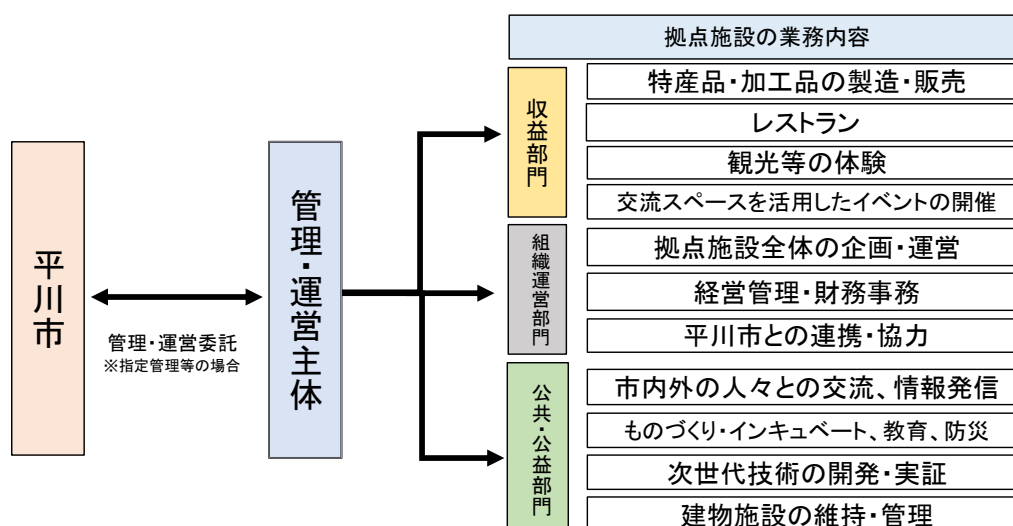 拠点施設の業務内容
平川市
管理・運営委託
※指定管理等の場合
管理・運営主体
収益部門
特産品・加工品の製造・販売
レストラン
観光等の体験
交流スペースを活用したイベントの開催
組織運営部門
拠点施設全体の企画・運営
経営管理・財務事務
平川市との連携・協力
公共・公益部門
市内外の人々との交流、情報発信
ものづくり・インキュベート、教育、防災
次世代技術の開発・実証
建物施設の維持・管理